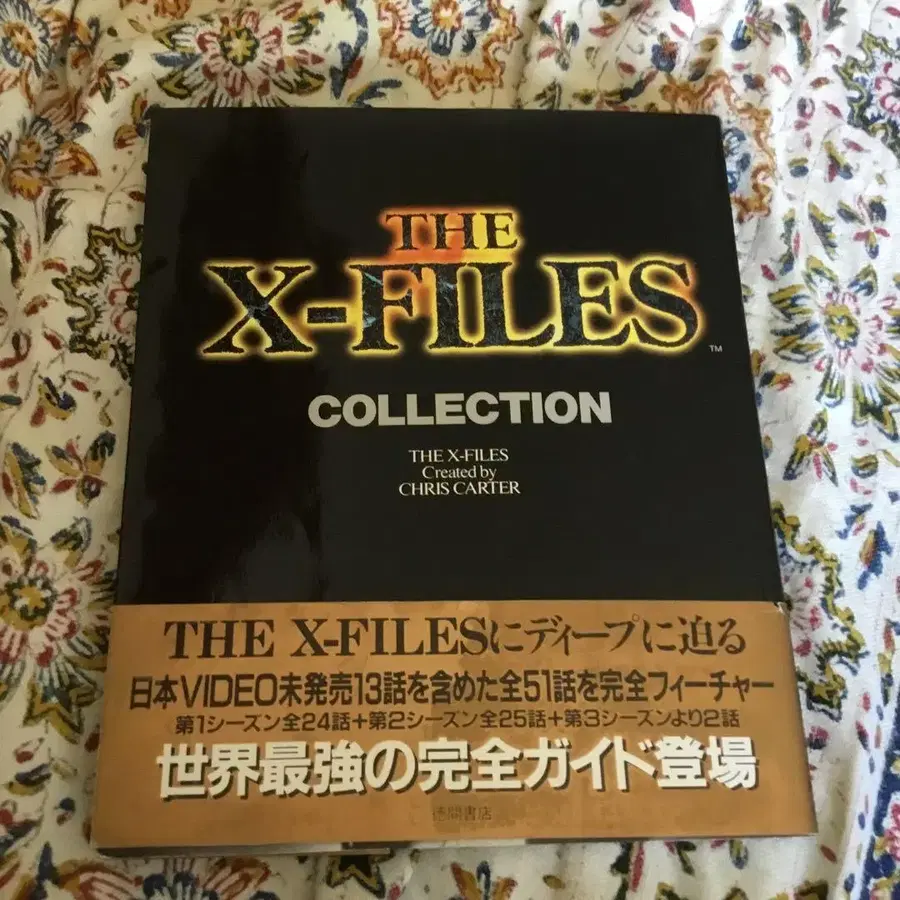 THE
X-FILES™
COLLECTION
THE X-FILES
Created by
CHRIS CARTER
THE X-FILESにディープに迫る
日本VIDEO未発売13話を含めた全51話を完全フィーチャー
第1シーズン全24話+第2シーズン全25話+第3シーズンより2話
世界最強の完全ガイド登場
徳間書店